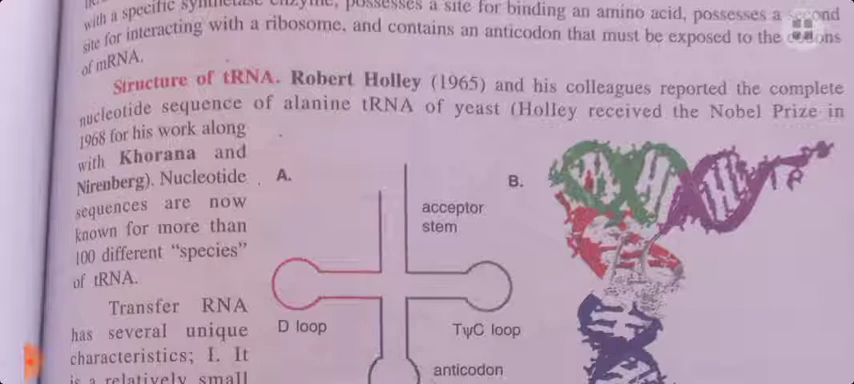 with a specific synthetase enzyme, possesses a site for binding an amino acid, possesses a second
site for interacting with a ribosome, and contains an anticodon that must be exposed to the codons
of mRNA.
Structure of tRNA. Robert Holley (1965) and his colleagues reported the complete
nucleotide sequence of alanine tRNA of yeast (Holley received the Nobel Prize in
1968 for his work along
with Khorana and
Nirenberg). Nucleotide
sequences are now
known for more than
100 different “species”
of tRNA.
Transfer RNA
has several unique
characteristics; I. It
is a relatively small
A.
acceptor
stem
D loop
TψC loop
anticodon
B.